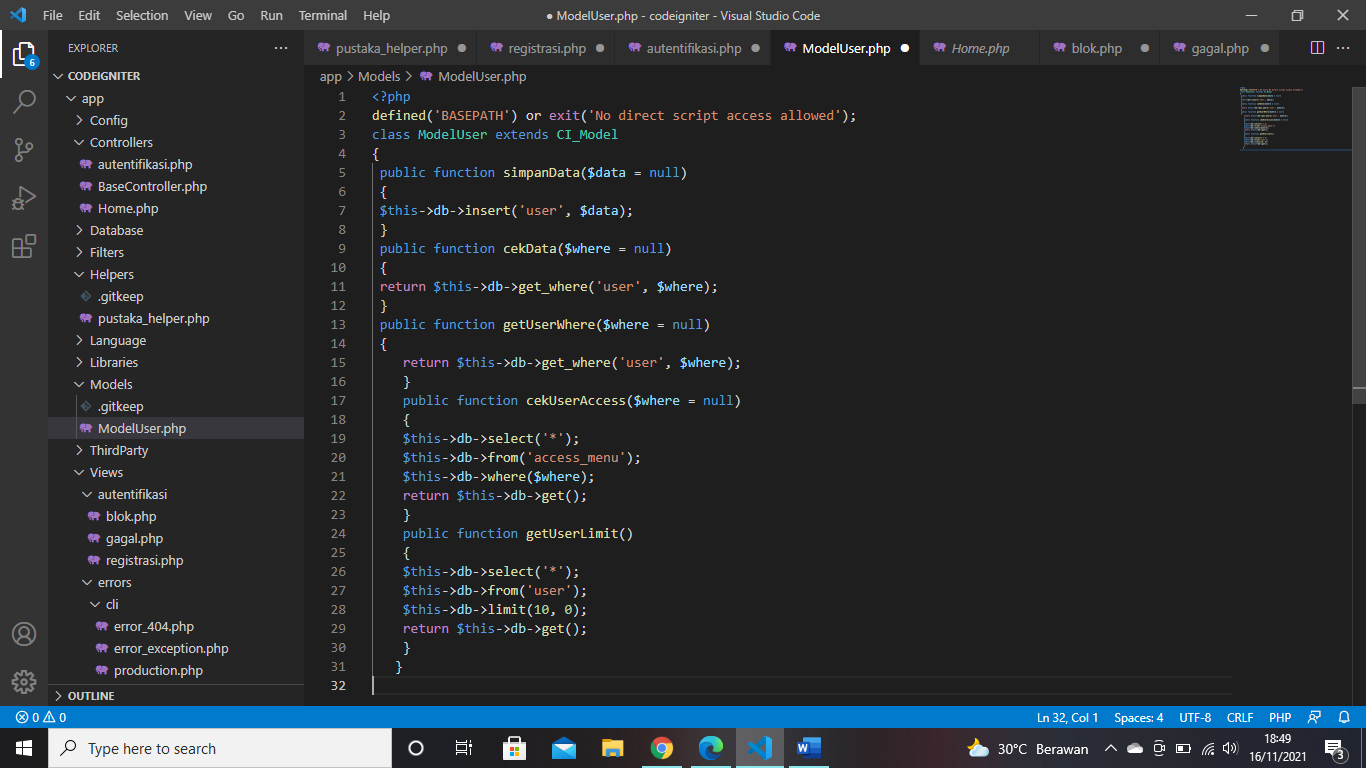 File Edit Selection View Go Run Terminal Help
● ModelUser.php - codeigniter - Visual Studio Code
EXPLORER
CODEIGNITER
app
Config
Controllers
autentifikasi.php
BaseController.php
Home.php
Database
Filters
Helpers
.gitkeep
pustaka_helper.php
Language
Libraries
Models
.gitkeep
ModelUser.php
ThirdParty
Views
autentifikasi
blok.php
gagal.php
registrasi.php
errors
cli
error_404.php
error_exception.php
production.php
OUTLINE
6
pustaka_helper.php ● registrasi.php ● autentifikasi.php ● ModelUser.php ● Home.php blok.php ● gagal.php ●
app > Models > ModelUser.php
1 <?php
2 defined('BASEPATH') or exit('No direct script access allowed');
3 class ModelUser extends CI_Model
4 {
5 public function simpanData($data = null)
6 {
7 $this->db->insert('user', $data);
8 }
9 public function cekData($where = null)
10 {
11 return $this->db->get_where('user', $where);
12 }
13 public function getUserWhere($where = null)
14 {
15 return $this->db->get_where('user', $where);
16 }
17 public function cekUserAccess($where = null)
18 {
19 $this->db->select('*');
20 $this->db->from('access_menu');
21 $this->db->where($where);
22 return $this->db->get();
23 }
24 public function getUserLimit()
25 {
26 $this->db->select('*');
27 $this->db->from('user');
28 $this->db->limit(10, 0);
29 return $this->db->get();
30 }
31 }
32
0 0 Ln 32, Col 1 Spaces: 4 UTF-8 CRLF PHP
Type here to search
30°C Berawan
18:49
16/11/2021
3